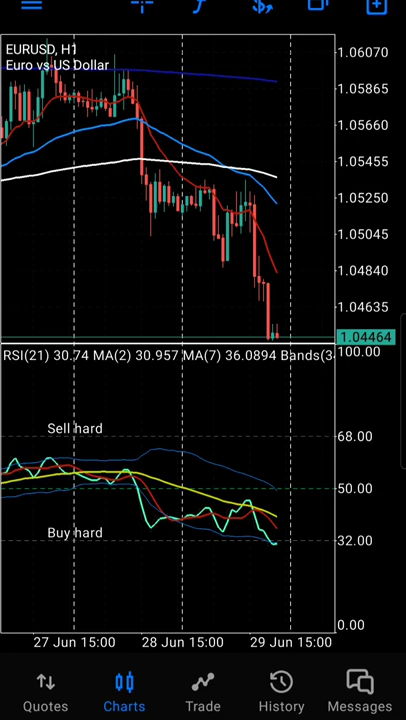 EURUSD, H1
Euro vs US Dollar
1.06070
1.05865
1.05660
1.05455
1.05250
1.05045
1.04840
1.04635
1.04464
RSI(21) 30.74 MA(2) 30.957 MA(7) 36.0894 Bands(3
100.00
Sell hard
68.00
50.00
Buy hard
32.00
0.00
27 Jun 15:00 28 Jun 15:00 29 Jun 15:00
Quotes Charts Trade History Messages